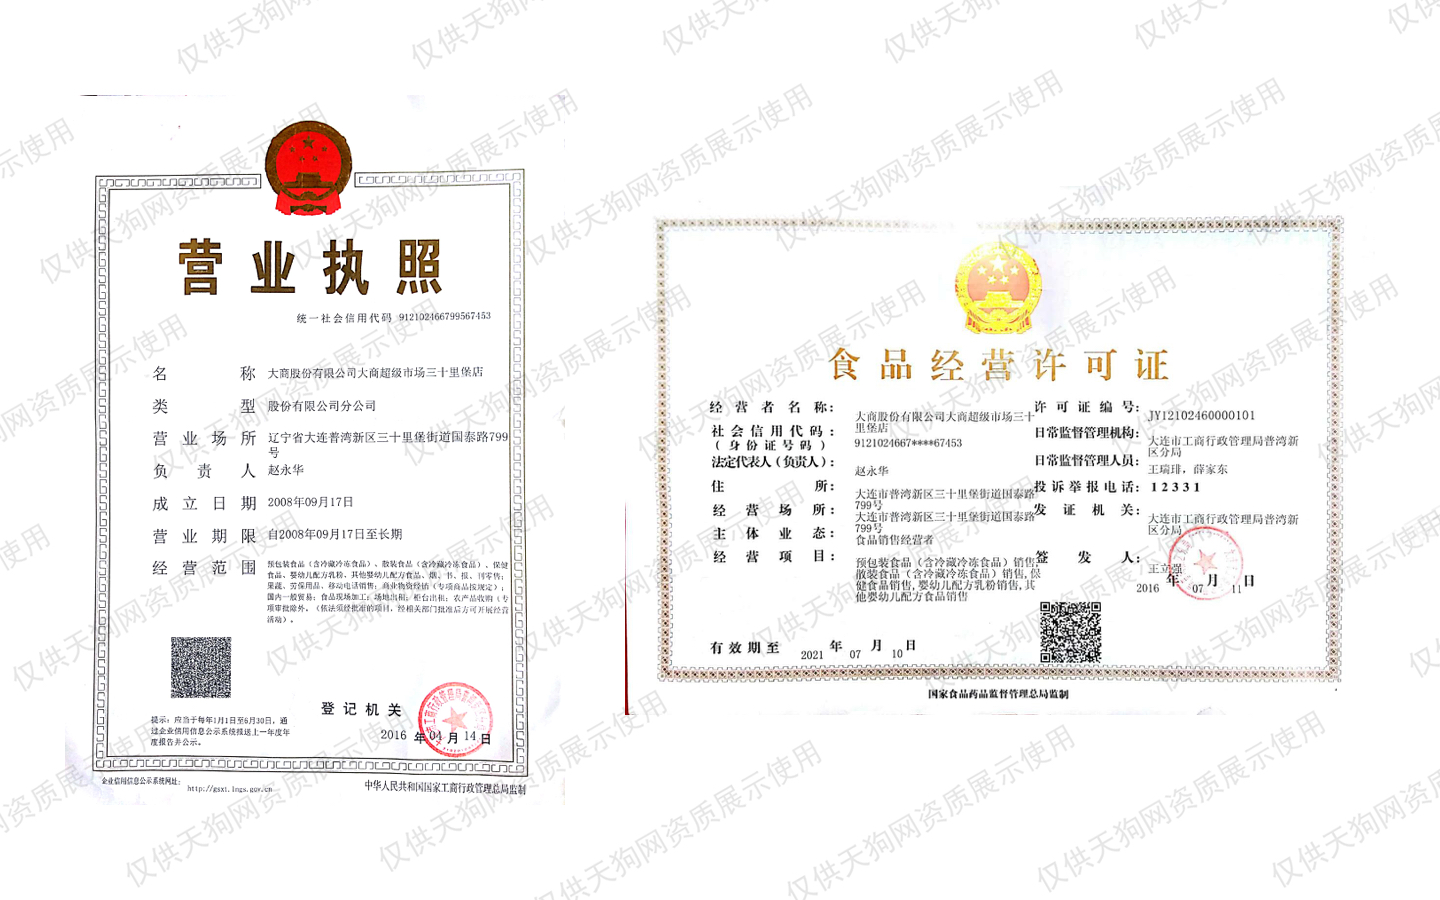 营业执照
统一社会信用代码 912102466799567453
名称 大商股份有限公司大商超级市场三十里堡店
类型 股份有限公司分公司
营业场所 辽宁省大连普湾新区三十里堡街道国泰路799
号
负责人 赵永华
成立日期 2008年09月17日
营业期限 自2008年09月17日至长期
经营范围 预包装食品（含冷藏冷冻食品）、散装食品（含冷藏冷冻食品）、保健
食品、婴幼儿配方乳粉、其他婴幼儿配方食品、烟、书、报、刊零售；
果蔬、劳保用品、移动电话销售；商业物资经销（专项商品按规定）；
国内一般贸易；食品现场加工；场地出租；柜台出租；农产品收购（专
项审批除外。（依法须经批准的项目，经相关部门批准后方可开展经营
活动）。
登记机关
2016 年 04 月 14 日
提示：应当于每年1月1日至6月30日，通
过企业信用信息公示系统报送上一年度年
度报告并公示。
企业信用信息公示系统网址：
http://gsxt.lngs.gov.cn
中华人民共和国国家工商行政管理总局监制
食品经营许可证
经营者名称： 大商股份有限公司大商超级市场三十
里堡店
社会信用代码：
（身份证号码） 9121024667****67453
法定代表人（负责人）： 赵永华
住所： 大连市普湾新区三十里堡街道国泰路
799号
经营场所： 大连市普湾新区三十里堡街道国泰路
799号
主体业态： 食品销售经营者
经营项目： 预包装食品（含冷藏冷冻食品）销售,
散装食品（含冷藏冷冻食品）销售,保
健食品销售,婴幼儿配方乳粉销售,其
他婴幼儿配方食品销售
有效期至 2021 年 07 月 10 日
许可证编号： JY12102460000101
日常监督管理机构： 大连市工商行政管理局普湾新
区分局
日常监督管理人员： 王瑞琲，薛家东
投诉举报电话：12331
发证机关： 大连市工商行政管理局普湾新
区分局
签发人： 王立强
2016 年 07 月 11 日
国家食品药品监督管理总局监制
仅供天狗网资质展示使用